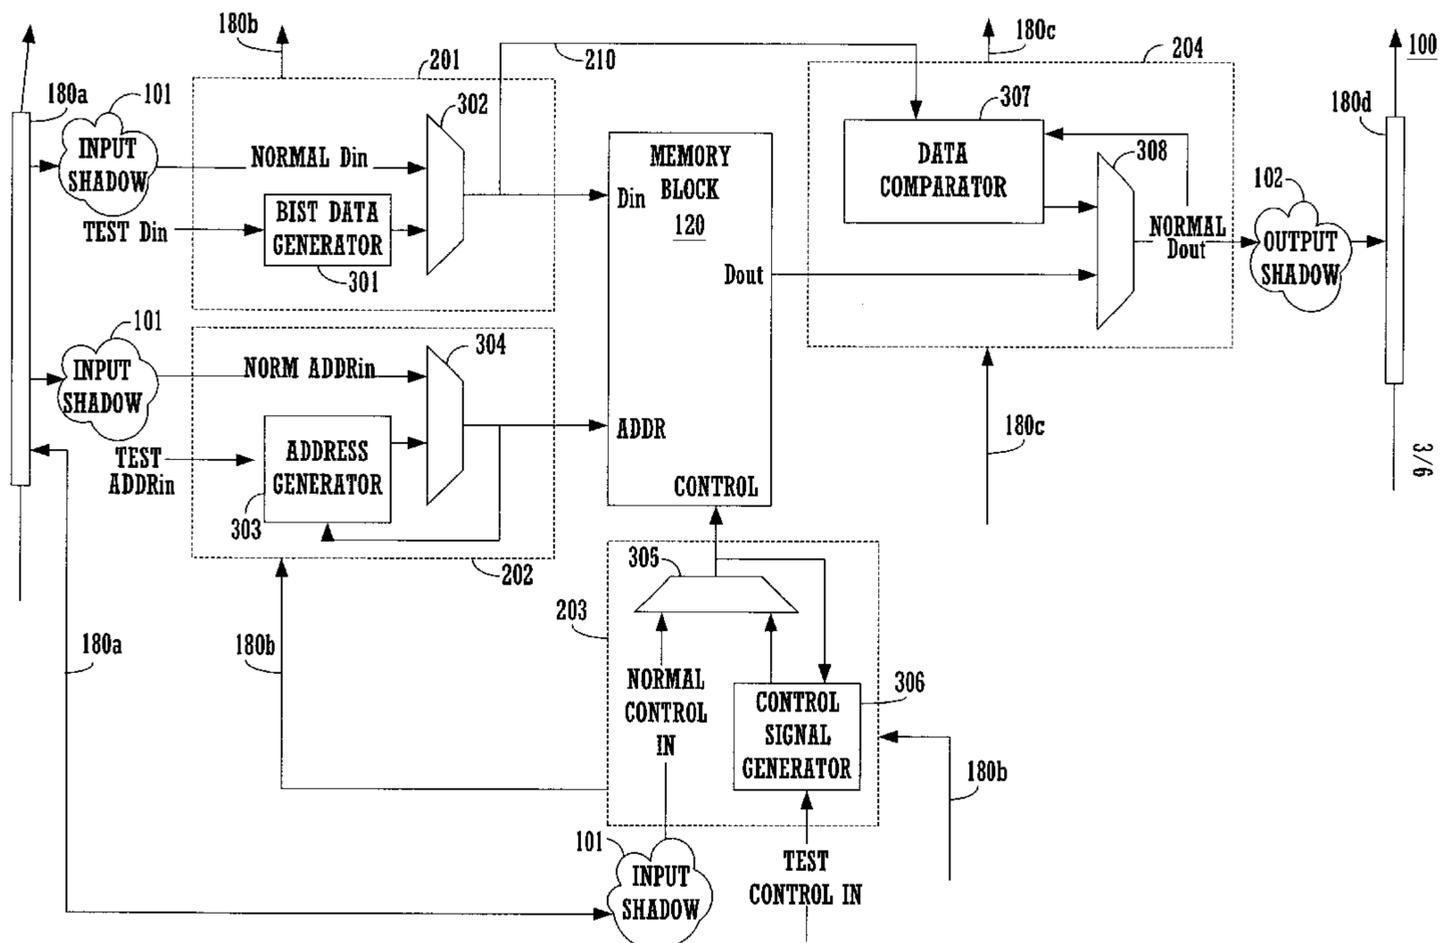 180b
180c
100
201
210
204
180a
101
302
307
180d
INPUT
SHADOW
NORMAL Din
MEMORY
BLOCK
120
DATA
COMPARATOR
308
102
Din
TEST Din
BIST DATA
GENERATOR
301
NORMAL
Dout
OUTPUT
SHADOW
Dout
101
304
INPUT
SHADOW
NORM ADDRin
ADDR
180c
TEST
ADDRin
ADDRESS
GENERATOR
303
CONTROL
3/6
202
305
203
180a
180b
NORMAL
CONTROL
IN
306
CONTROL
SIGNAL
GENERATOR
180b
101
INPUT
SHADOW
TEST
CONTROL IN